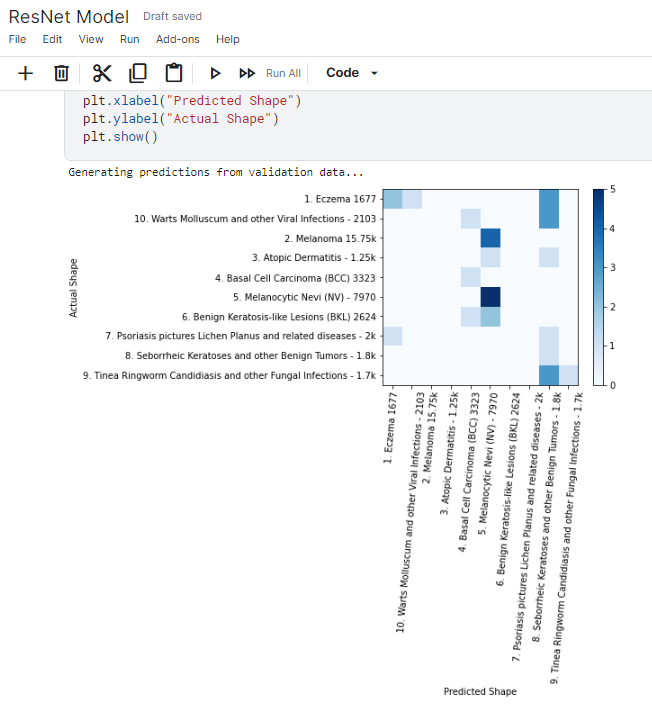 ResNet Model Draft saved
File Edit View Run Add-ons Help
Run All Code
plt.xlabel("Predicted Shape")
plt.ylabel("Actual Shape")
plt.show()
Generating predictions from validation data...
Actual Shape
1. Eczema 1677
10. Warts Molluscum and other Viral Infections - 2103
2. Melanoma 15.75k
3. Atopic Dermatitis - 1.25k
4. Basal Cell Carcinoma (BCC) 3323
5. Melanocytic Nevi (NV) - 7970
6. Benign Keratosis-like Lesions (BKL) 2624
7. Psoriasis pictures Lichen Planus and related diseases - 2k
8. Seborrheic Keratoses and other Benign Tumors - 1.8k
9. Tinea Ringworm Candidiasis and other Fungal Infections - 1.7k
5
4
3
2
1
0
1. Eczema 1677
10. Warts Molluscum and other Viral Infections - 2103
2. Melanoma 15.75k
3. Atopic Dermatitis - 1.25k
4. Basal Cell Carcinoma (BCC) 3323
5. Melanocytic Nevi (NV) - 7970
6. Benign Keratosis-like Lesions (BKL) 2624
7. Psoriasis pictures Lichen Planus and related diseases - 2k
8. Seborrheic Keratoses and other Benign Tumors - 1.8k
9. Tinea Ringworm Candidiasis and other Fungal Infections - 1.7k
Predicted Shape